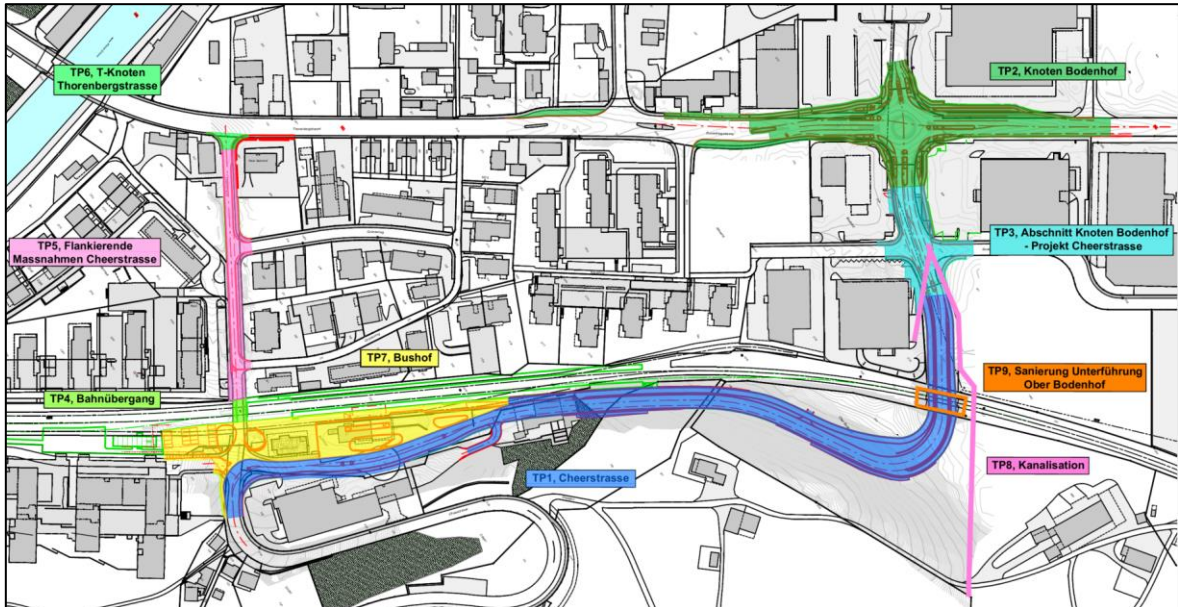 TP6, T-Knoten
Thorenbergstrasse
TP2, Knoten Bodenhof
TP5, Flankierende
Massnahmen Cheerstrasse
TP3, Abschnitt Knoten Bodenhof
- Projekt Cheerstrasse
TP7, Bushof
TP4, Bahnübergang
TP9, Sanierung Unterführung
Ober Bodenhof
TP8, Kanalisation
TP1, Cheerstrasse